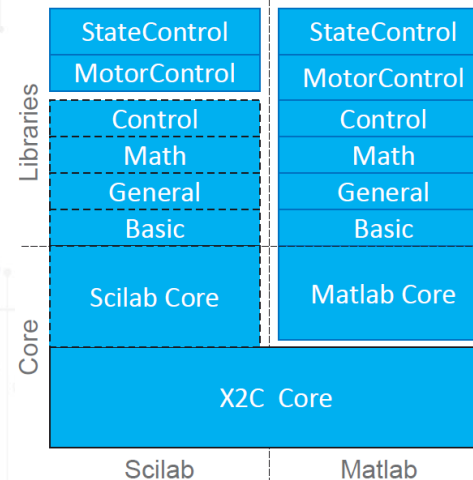 StateControl
StateControl
MotorControl
MotorControl
Control
Control
Math
Math
General
General
Basic
Basic
Libraries
Scilab Core
Matlab Core
Core
X2C Core
Scilab
Matlab